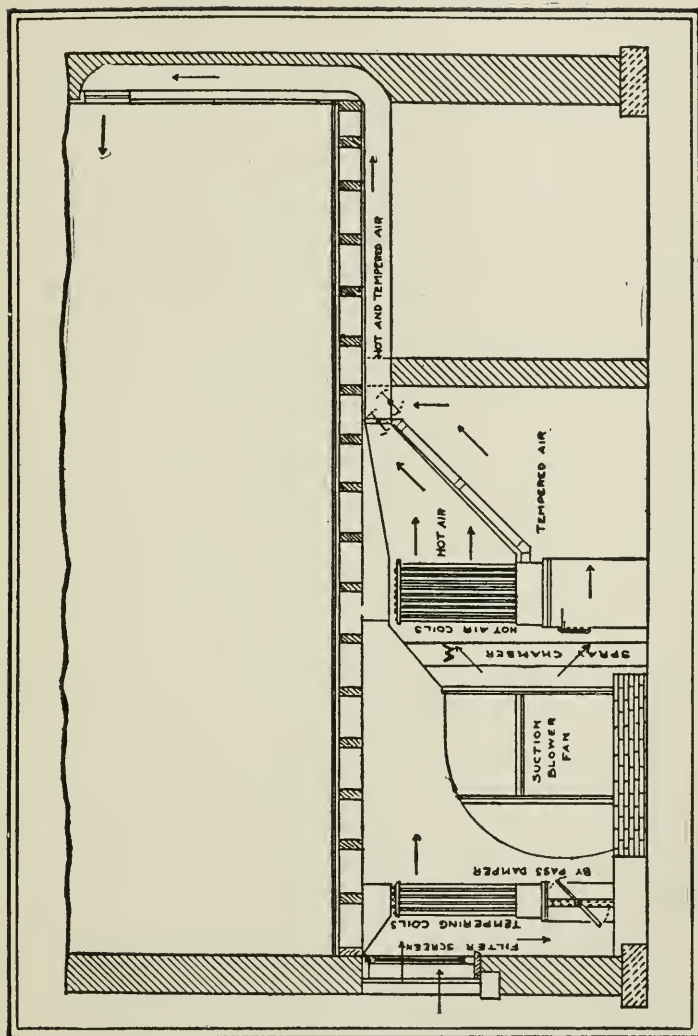 HOT AND TEMPERED AIR
HOT AIR
TEMPERED AIR
HOT AIR COILS
SPRAY CHAMBER
SUCTION
BLOWER
FAN
BY PASS DAMPER
TEMPERING COILS
FILTER SCREEN